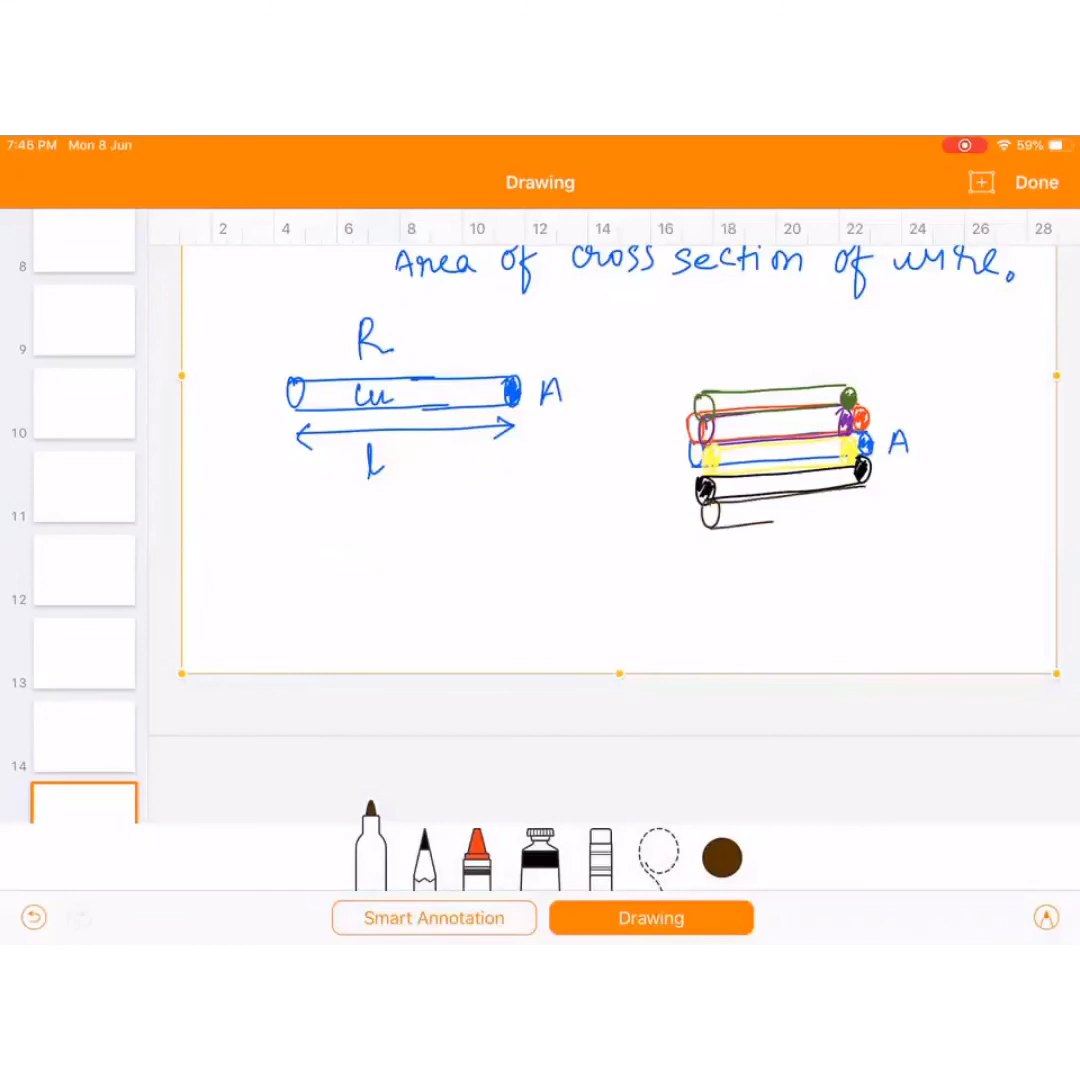 7:46 PM Mon 8 Jun 59%
Drawing
Done
2 4 6 8 10 12 14 16 18 20 22 24 26 28
Area of cross section of wire.
R
Cu A
l
A
8
9
10
11
12
13
14
Smart Annotation
Drawing